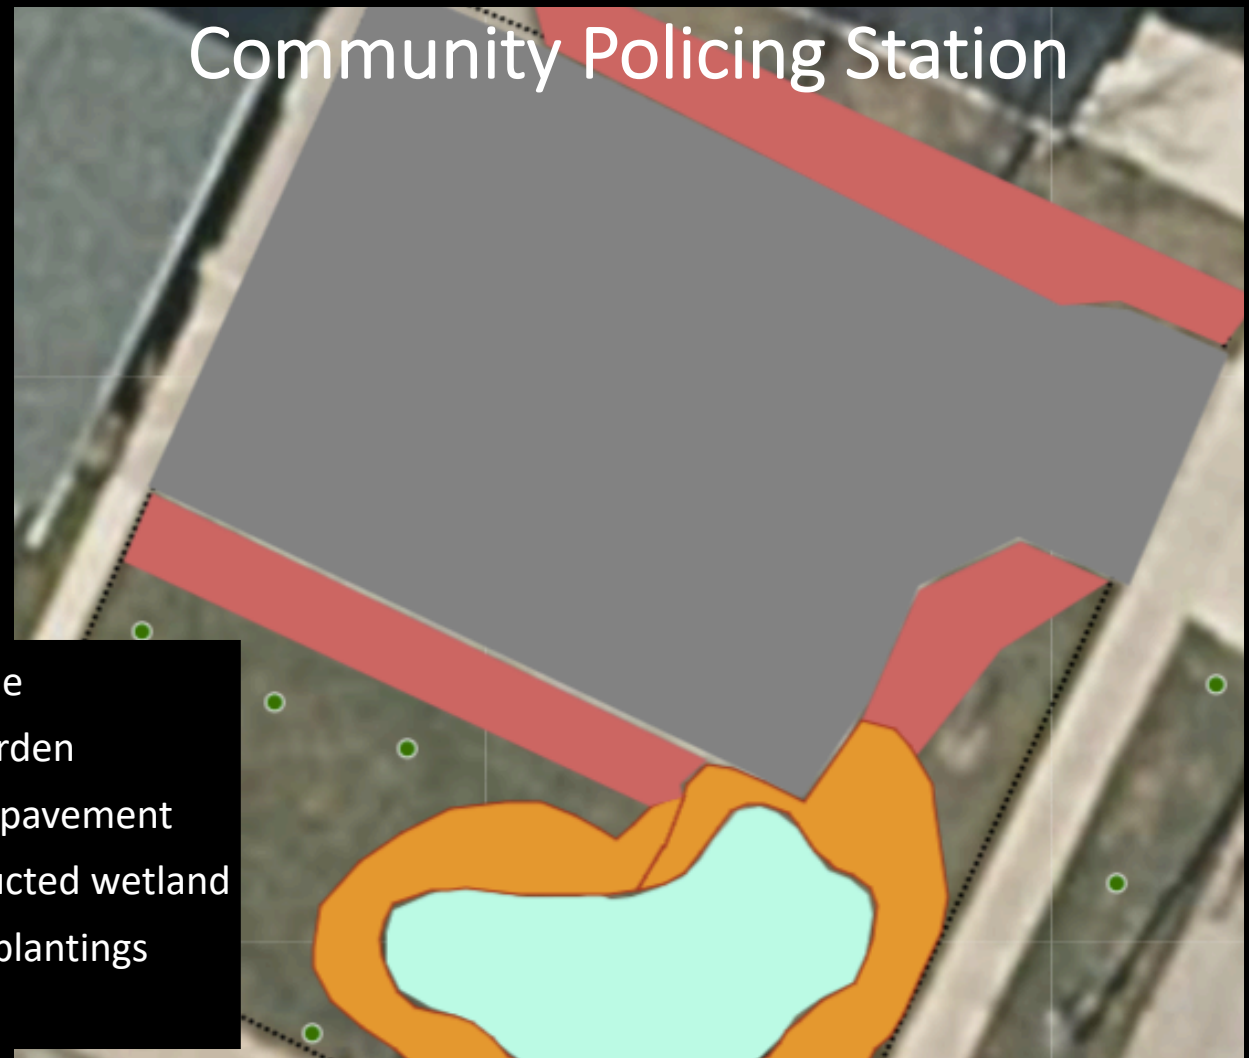 Community Policing Station
e
rden
pavement
ucted wetland
plantings